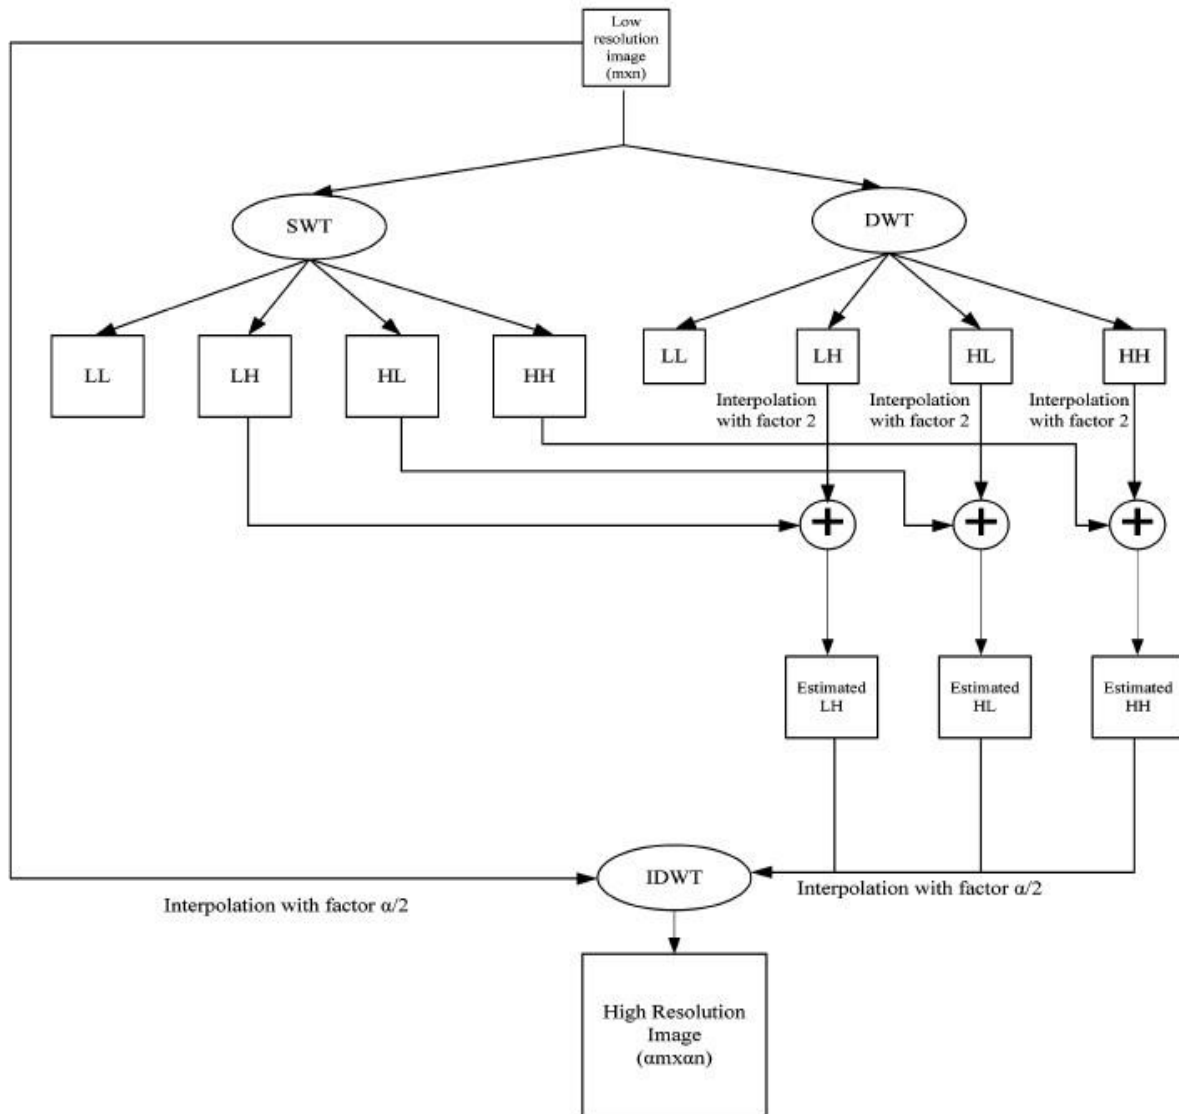 Low
resolution
image
(mxn)
SWT
DWT
LL
LH
HL
HH
LL
LH
HL
HH
Interpolation
with factor 2
Interpolation
with factor 2
Interpolation
with factor 2
+
+
+
Estimated
LH
Estimated
HL
Estimated
HH
IDWT
Interpolation with factor α/2
Interpolation with factor α/2
High Resolution
Image
(αmxαn)